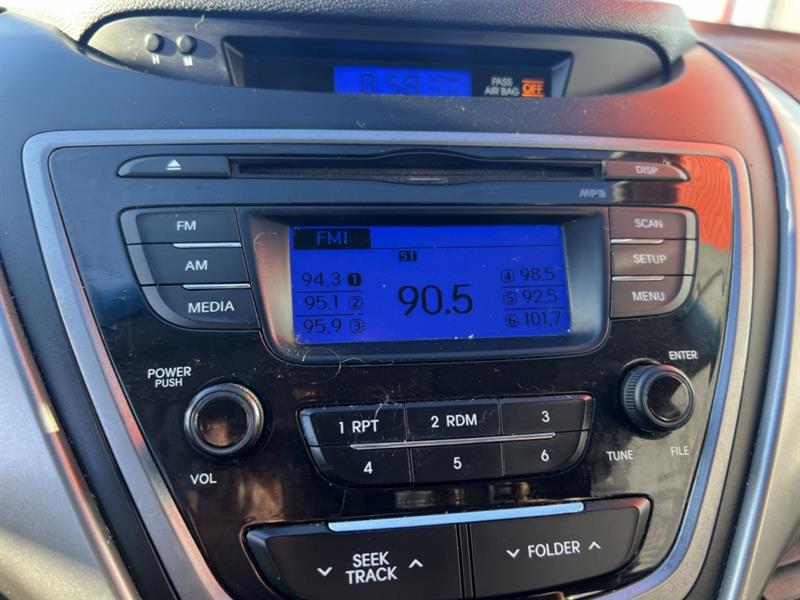 H M
8:58
PASS
AIR BAG OFF
DISP
MP3
FM
AM
MEDIA
FM1
ST
94.3 1
95.1 2
95.9 3
90.5
4 98.5
5 92.5
6 101.7
SCAN
SETUP
MENU
POWER
PUSH
VOL
1 RPT
2 RDM
3
4
5
6
ENTER
TUNE
FILE
SEEK
TRACK
FOLDER